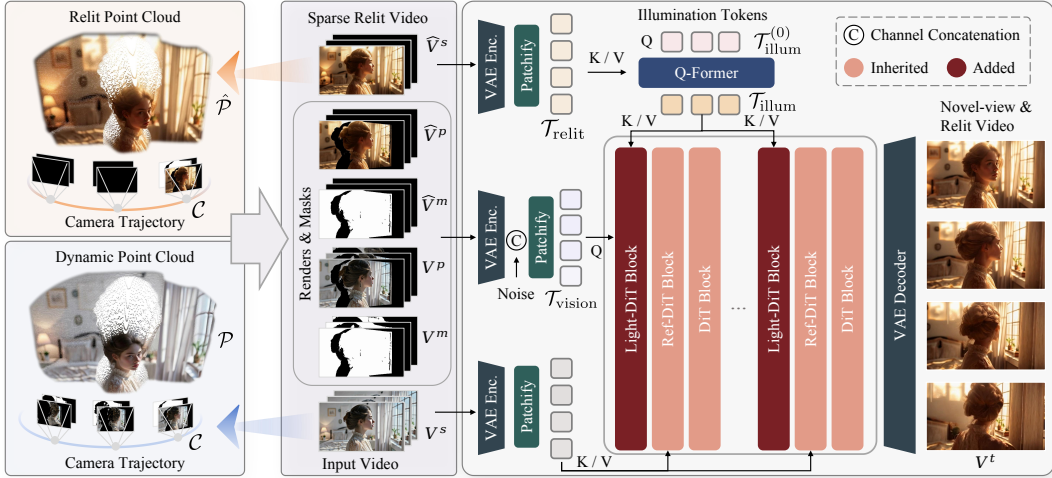 Relit Point Cloud
𝒫̂
Camera Trajectory
𝒞
Dynamic Point Cloud
𝒫
𝒞
Camera Trajectory
Sparse Relit Video
V̂ˢ
Renders & Masks
V̂ᵖ
V̂ᵐ
Vᵖ
Vᵐ
Vˢ
Input Video
VAE Enc.
Patchify
𝒯relit
K / V
Illumination Tokens
Q
𝒯illum⁽⁰⁾
Q-Former
𝒯illum
K / V
K / V
C Channel Concatenation
Inherited
Added
VAE Enc.
C
Noise
Patchify
𝒯vision
Q
Light-DiT Block
Ref-DiT Block
DiT Block
...
Light-DiT Block
Ref-DiT Block
DiT Block
VAE Enc.
Patchify
K / V
VAE Decoder
Novel-view &
Relit Video
Vᵗ